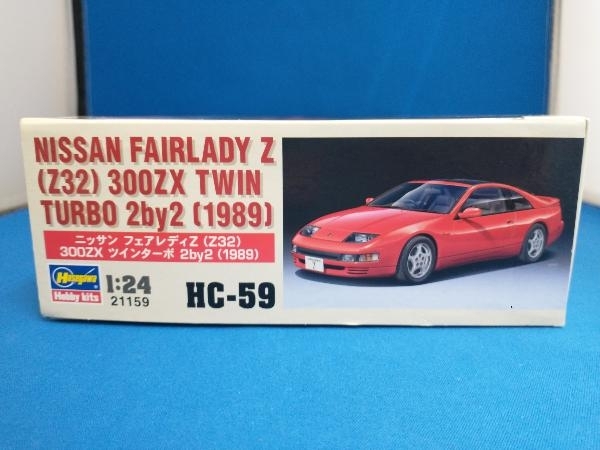 NISSAN FAIRLADY Z
(Z32) 300ZX TWIN
TURBO 2by2 (1989)
ニッサン フェアレディZ (Z32)
300ZX ツインターボ 2by2 (1989)
Hasegawa
Hobby kits
1:24
21159
HC-59